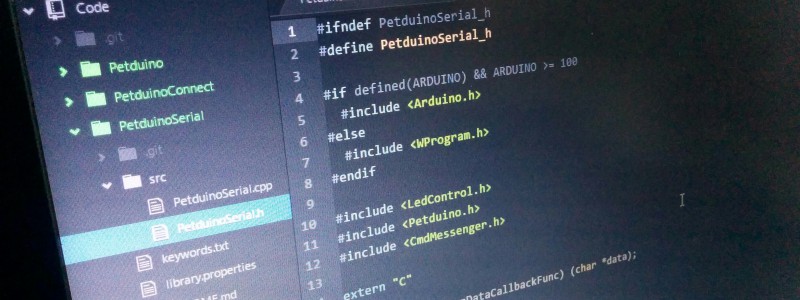 Code
.git
Petduino
PetduinoConnect
PetduinoSerial
.git
src
PetduinoSerial.cpp
PetduinoSerial.h
keywords.txt
library.properties
.md
1 #ifndef PetduinoSerial_h
2 #define PetduinoSerial_h
3
4 #if defined(ARDUINO) && ARDUINO >= 100
5 #include <Arduino.h>
6 #else
7 #include <WProgram.h>
8 #endif
9
10 #include <LedControl.h>
11 #include <Petduino.h>
12 #include <CmdMessenger.h>
13
extern "C"
DataCallbackFunc) (char *data);